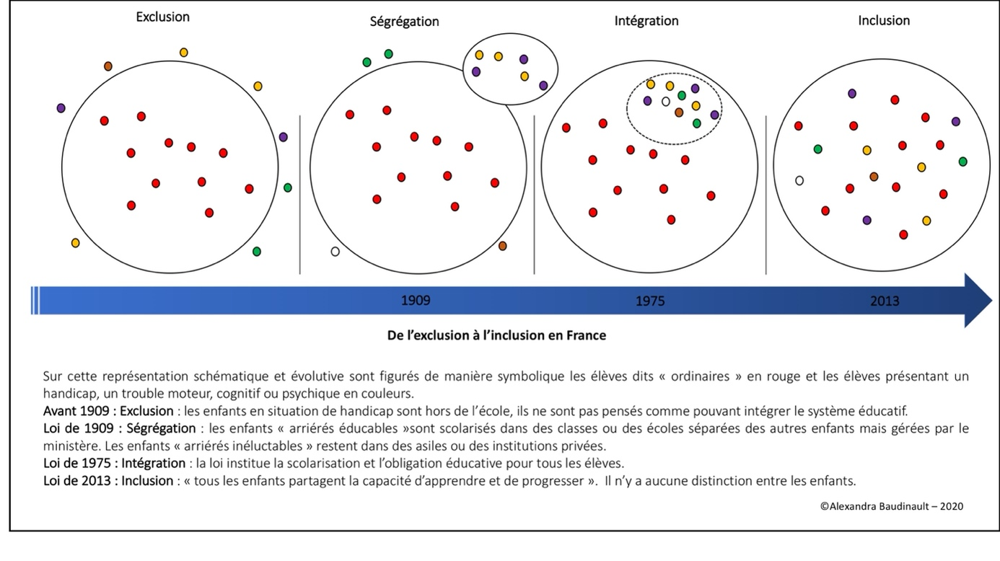 Exclusion
Ségrégation
Intégration
Inclusion
1909
1975
2013
De l’exclusion à l’inclusion en France
Sur cette représentation schématique et évolutive sont figurés de manière symbolique les élèves dits « ordinaires » en rouge et les élèves présentant un
handicap, un trouble moteur, cognitif ou psychique en couleurs.
Avant 1909 : Exclusion : les enfants en situation de handicap sont hors de l’école, ils ne sont pas pensés comme pouvant intégrer le système éducatif.
Loi de 1909 : Ségrégation : les enfants « arriérés éducables »sont scolarisés dans des classes ou des écoles séparées des autres enfants mais gérées par le
ministère. Les enfants « arriérés inéluctables » restent dans des asiles ou des institutions privées.
Loi de 1975 : Intégration : la loi institue la scolarisation et l’obligation éducative pour tous les élèves.
Loi de 2013 : Inclusion : « tous les enfants partagent la capacité d’apprendre et de progresser ».  Il n’y a aucune distinction entre les enfants.
©Alexandra Baudinault – 2020